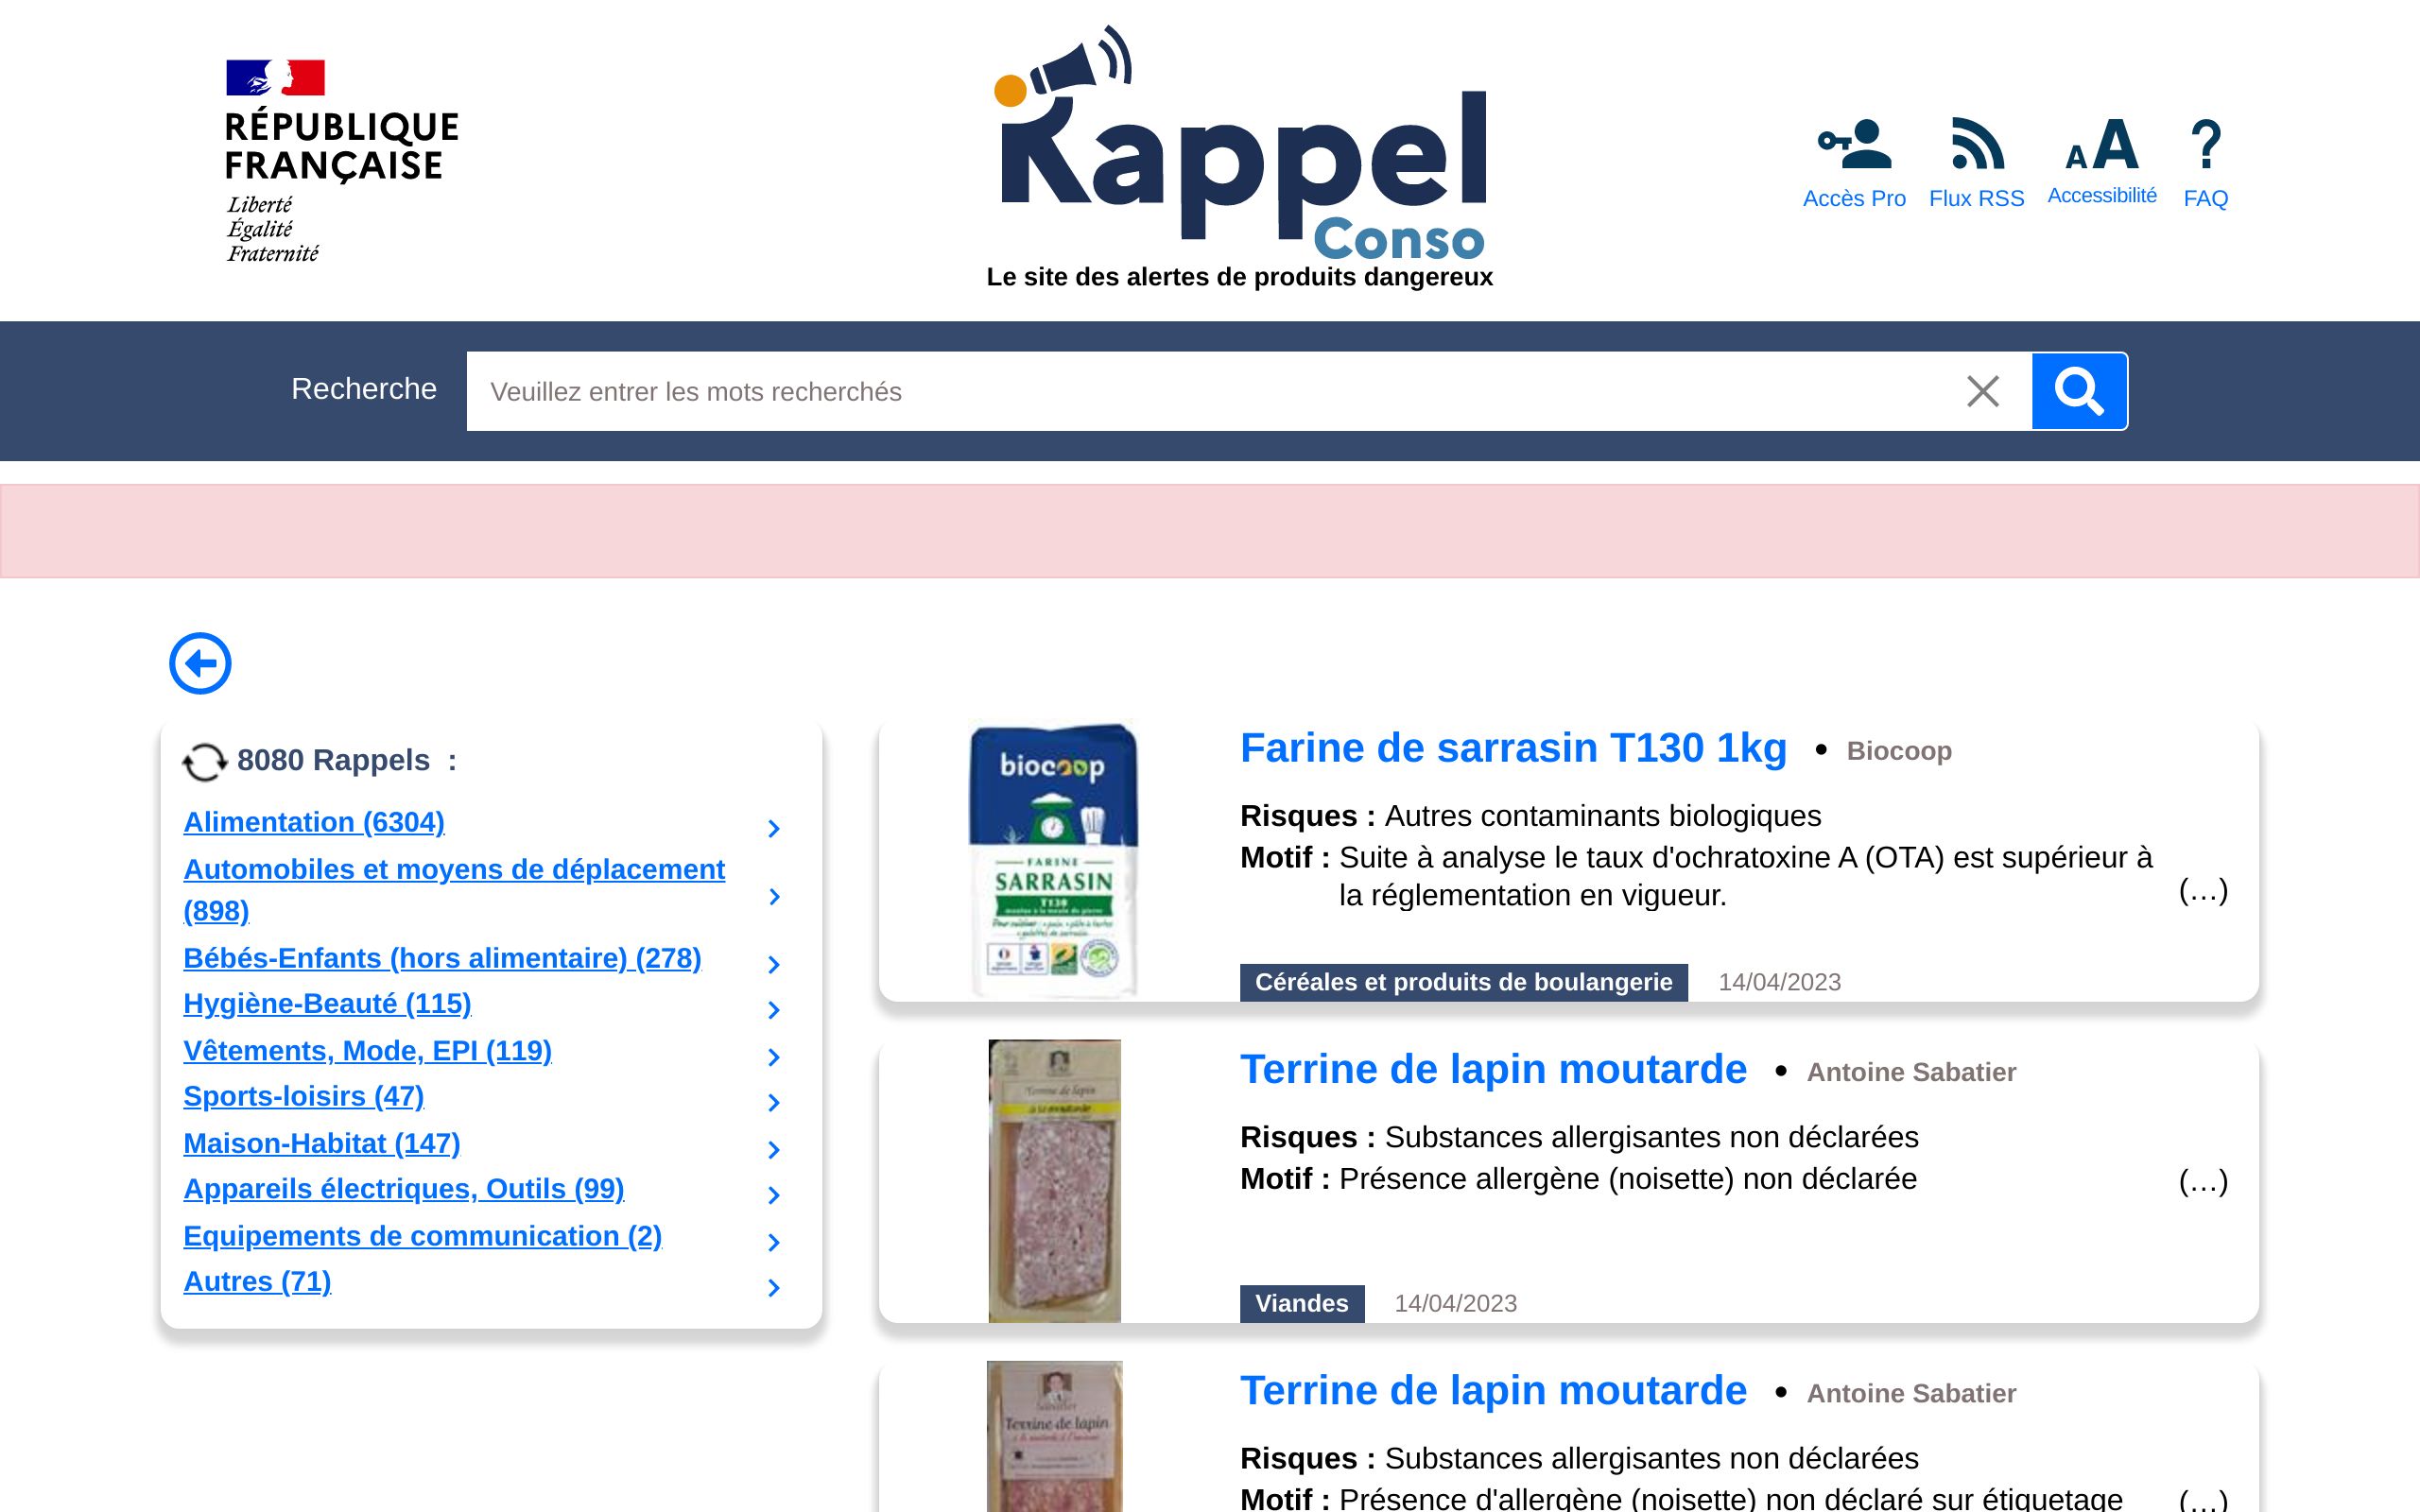 RÉPUBLIQUE
FRANÇAISE
Liberté
Égalité
Fraternité
Rappel
Conso
Le site des alertes de produits dangereux
Accès Pro
Flux RSS
AA
Accessibilité
?
FAQ
Recherche
Veuillez entrer les mots recherchés
8080 Rappels :
Alimentation (6304)
Automobiles et moyens de déplacement
(898)
Bébés-Enfants (hors alimentaire) (278)
Hygiène-Beauté (115)
Vêtements, Mode, EPI (119)
Sports-loisirs (47)
Maison-Habitat (147)
Appareils électriques, Outils (99)
Equipements de communication (2)
Autres (71)
biocoop
FARINE
SARRASIN
T130
Farine de sarrasin T130 1kg • Biocoop
Risques : Autres contaminants biologiques
Motif : Suite à analyse le taux d'ochratoxine A (OTA) est supérieur à
la réglementation en vigueur.
(…)
Céréales et produits de boulangerie 14/04/2023
Terrine de lapin
à la moutarde
Terrine de lapin moutarde • Antoine Sabatier
Risques : Substances allergisantes non déclarées
Motif : Présence allergène (noisette) non déclarée
(…)
Viandes 14/04/2023
Sabatier
Terrine de lapin
Terrine de lapin moutarde • Antoine Sabatier
Risques : Substances allergisantes non déclarées
Motif : Présence d'allergène (noisette) non déclaré sur étiquetage
(…)